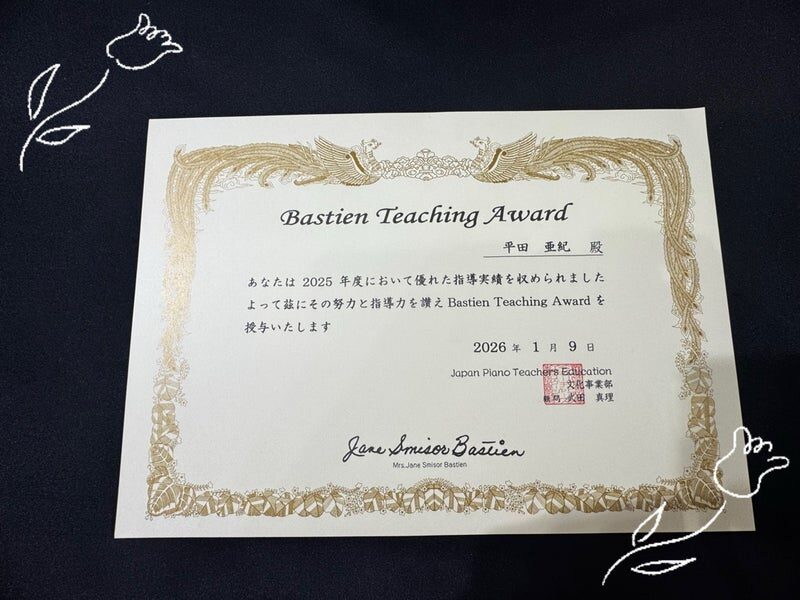 Bastien Teaching Award
平田 亜紀 殿
あなたは 2025 年度において優れた指導実績を収められました
よって茲にその努力と指導力を讃え Bastien Teaching Award を
授与いたします
2026 年 1 月 9 日
Japan Piano Teachers Education
文化事業部
顧問 武田 真理
Jane Smisor Bastien
Mrs.Jane Smisor Bastien